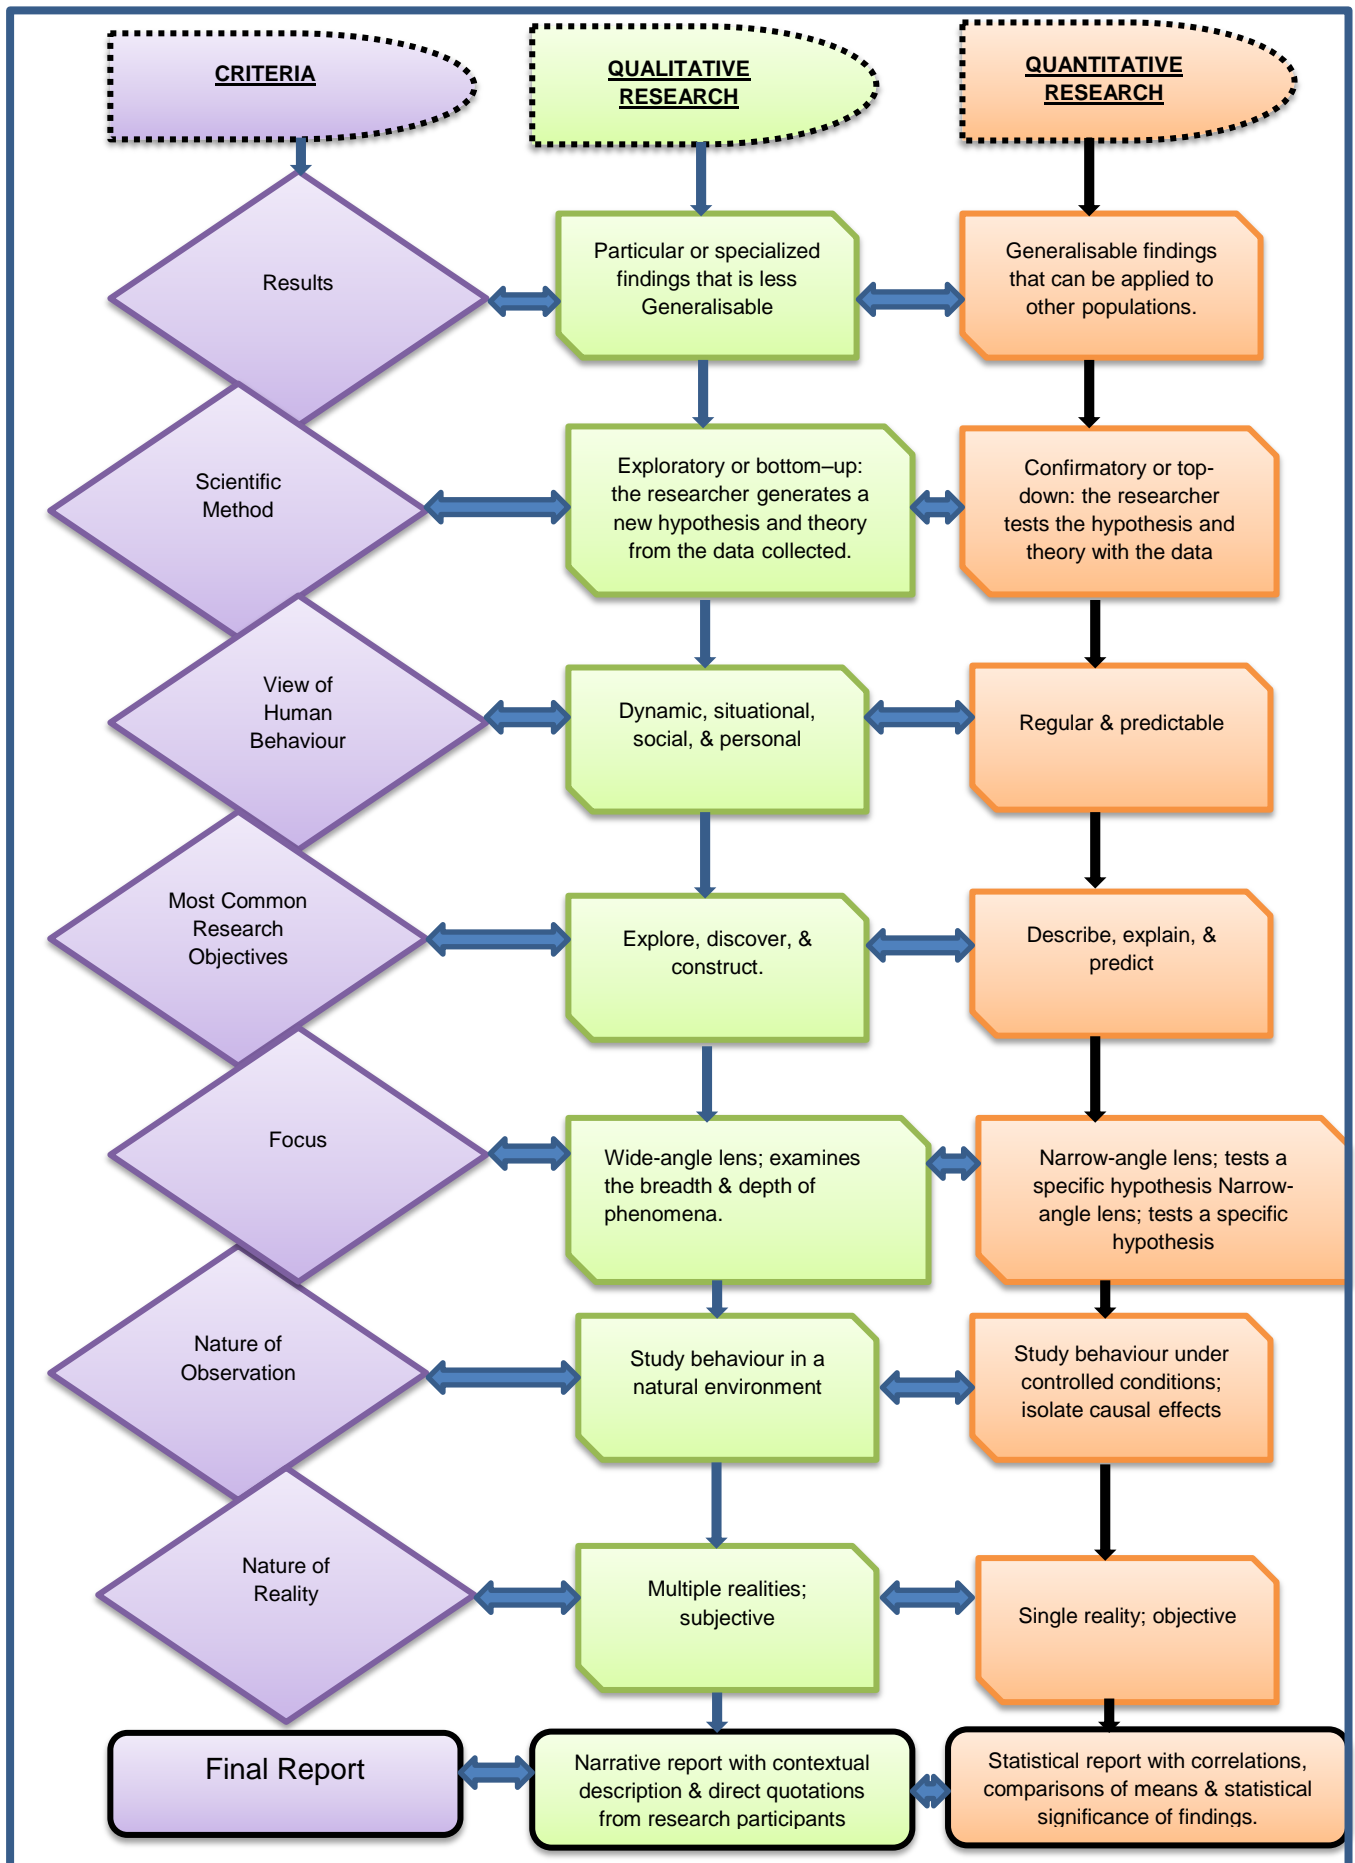 CRITERIA
QUALITATIVE
RESEARCH
QUANTITATIVE
RESEARCH
Results
Particular or specialized
findings that is less
Generalisable
Generalisable findings
that can be applied to
other populations.
Scientific
Method
Exploratory or bottom–up:
the researcher generates a
new hypothesis and theory
from the data collected.
Confirmatory or top-
down: the researcher
tests the hypothesis and
theory with the data
View of
Human
Behaviour
Dynamic, situational,
social, & personal
Regular & predictable
Most Common
Research
Objectives
Explore, discover, &
construct.
Describe, explain, &
predict
Focus
Wide-angle lens; examines
the breadth & depth of
phenomena.
Narrow-angle lens; tests a
specific hypothesis Narrow-
angle lens; tests a specific
hypothesis
Nature of
Observation
Study behaviour in a
natural environment
Study behaviour under
controlled conditions;
isolate causal effects
Nature of
Reality
Multiple realities;
subjective
Single reality; objective
Final Report
Narrative report with contextual
description & direct quotations
from research participants
Statistical report with correlations,
comparisons of means & statistical
significance of findings.